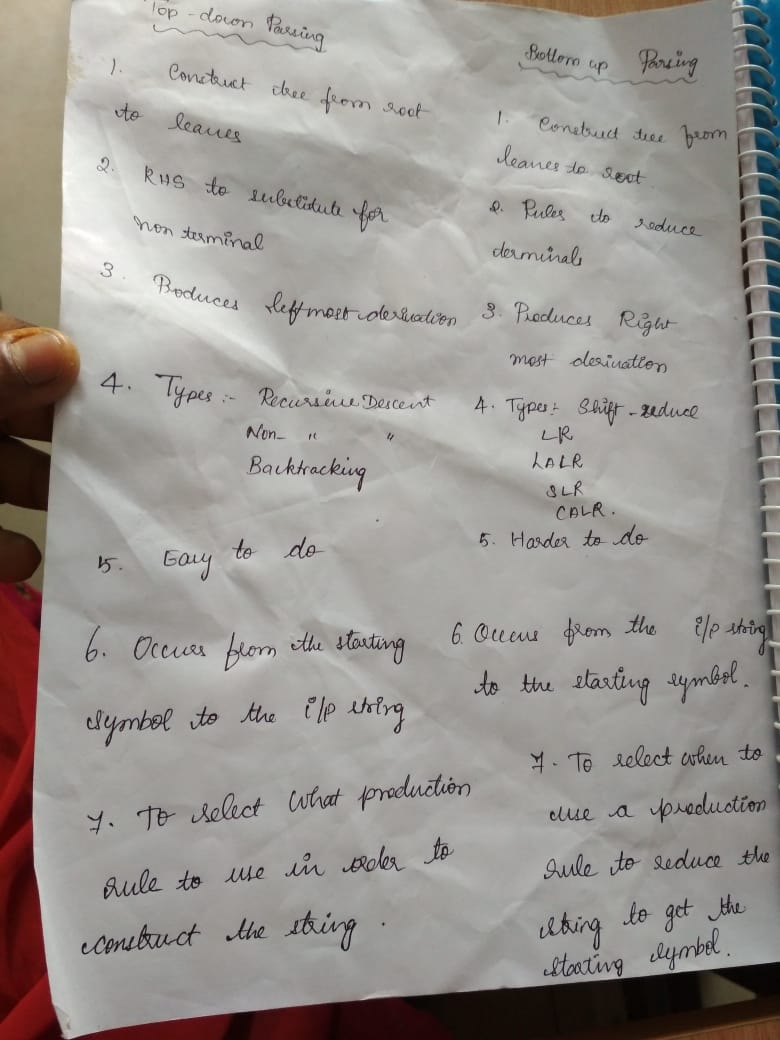 Top-down Parsing
1. Construct tree from root
to leaves
2. RHS to substitute for
non terminal
3. Produces leftmost derivation
4. Types :- Recursive Descent
Non- " "
Backtracking
5. Easy to do
6. Occurs from the starting
symbol to the i/p string
7. To select what production
rule to use in order to
construct the string.
Bottom up Parsing
1. Construct tree from
leaves to root
2. Rules to reduce
terminals
3. Produces Right
most derivation
4. Types :- Shift-reduce
LR
LALR
SLR
CALR.
5. Harder to do
6. Occurs from the i/p string
to the starting symbol.
7. To select when to
use a production
rule to reduce the
string to get the
starting symbol.